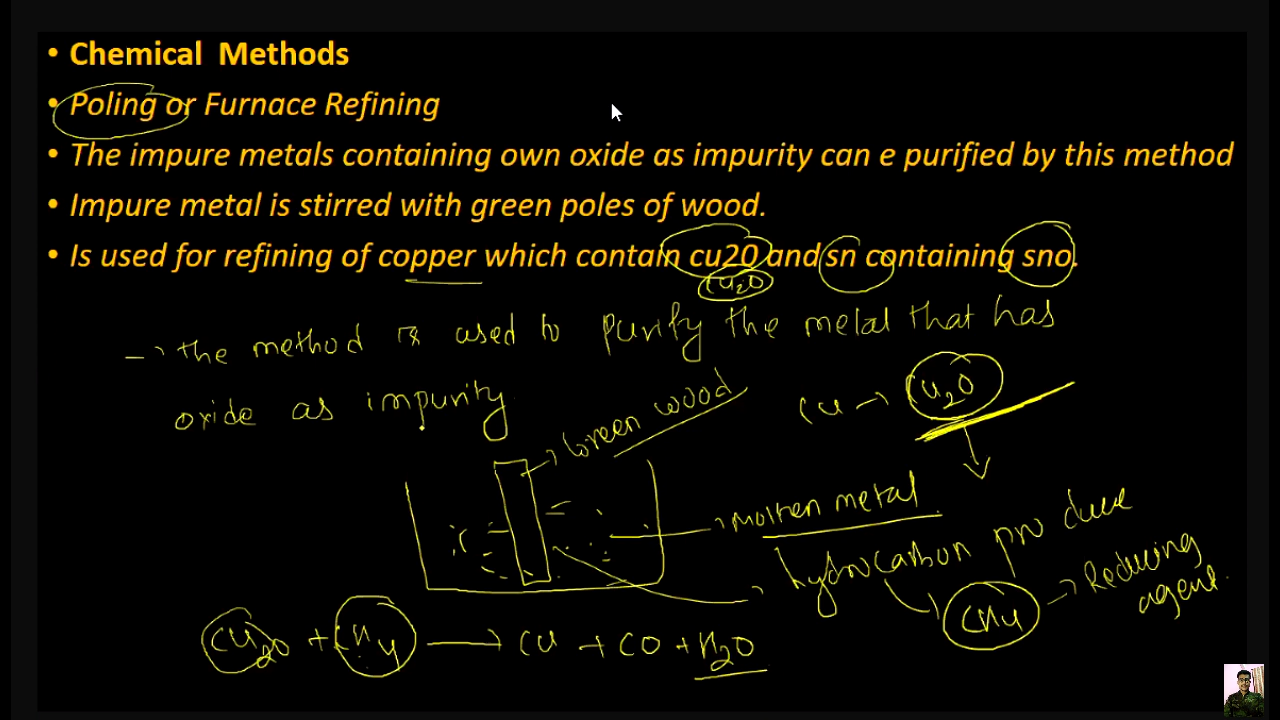 • Chemical Methods
• Poling or Furnace Refining
• The impure metals containing own oxide as impurity can e purified by this method
• Impure metal is stirred with green poles of wood.
• Is used for refining of copper which contain cu20 and sn containing sno.
Cu2O
→ the method is used to purify the metal that has
oxide as impurity
Cu → Cu2O
→ Green wood
→ Molten metal
→ hydrocarbon produce
CH4 → Reducing
agent
Cu2O + CH4 → Cu + CO + H2O